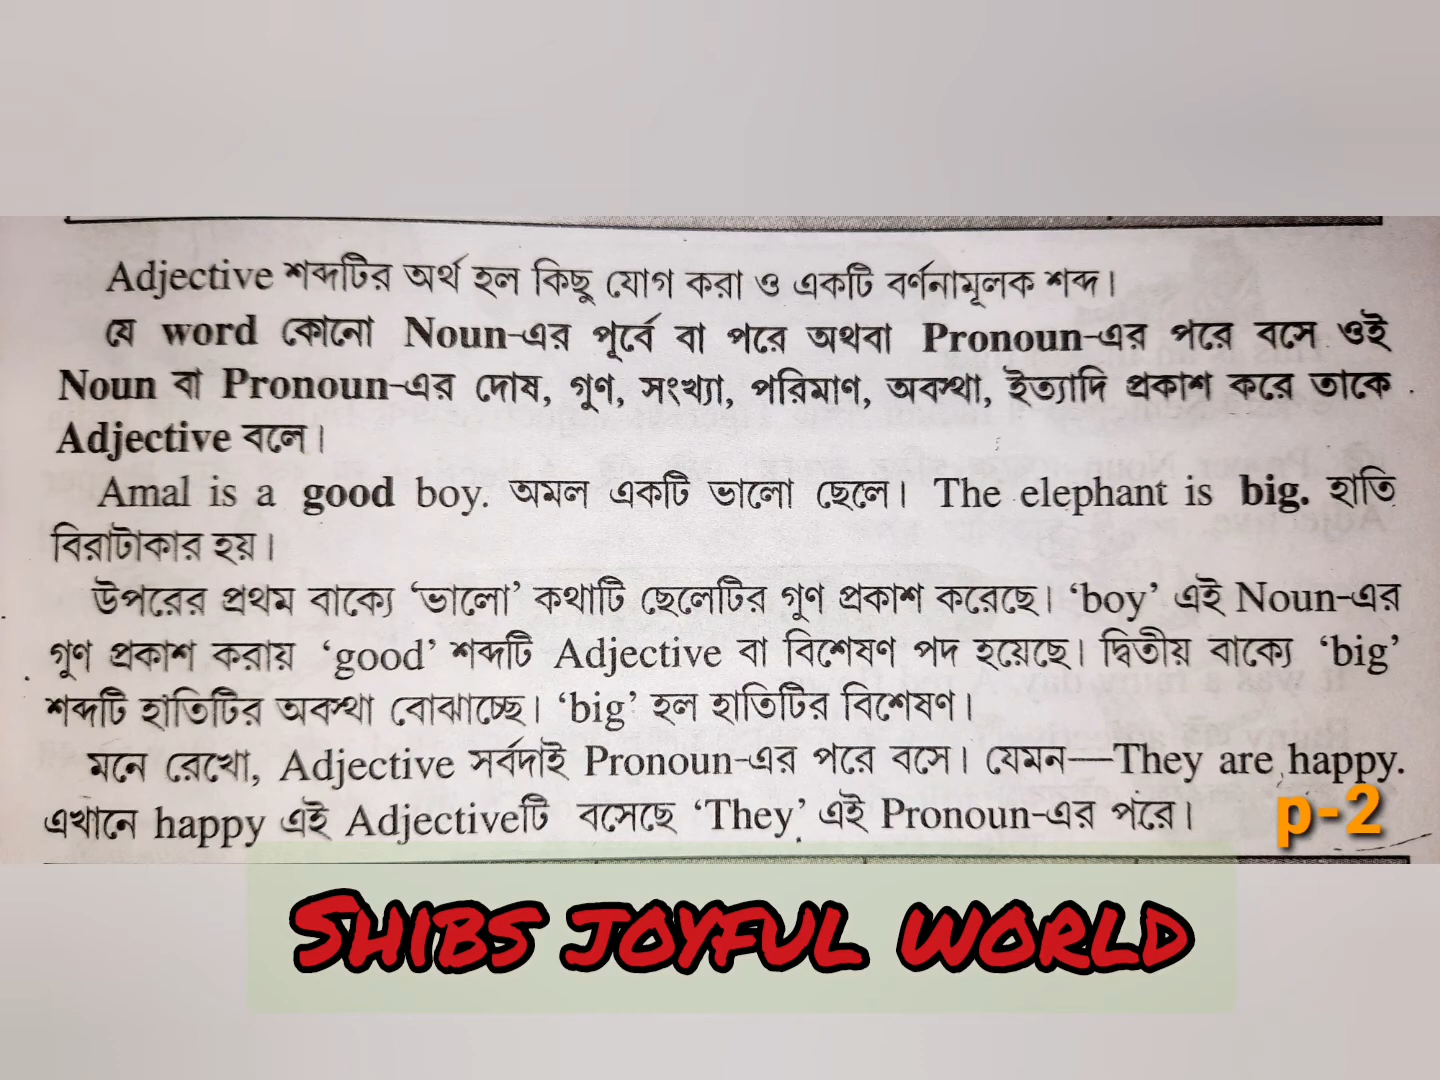 Adjective শব্দটির অর্থ হল কিছু যোগ করা ও একটি বর্ণনামূলক শব্দ।
যে word কোনো Noun-এর পূর্বে বা পরে অথবা Pronoun-এর পরে বসে ওই
Noun বা Pronoun-এর দোষ, গুণ, সংখ্যা, পরিমাণ, অবস্থা, ইত্যাদি প্রকাশ করে তাকে
Adjective বলে।
Amal is a good boy. অমল একটি ভালো ছেলে। The elephant is big. হাতি
বিরাটাকার হয়।
উপরের প্রথম বাক্যে ‘ভালো’ কথাটি ছেলেটির গুণ প্রকাশ করেছে। ‘boy’ এই Noun-এর
গুণ প্রকাশ করায় ‘good’ শব্দটি Adjective বা বিশেষণ পদ হয়েছে। দ্বিতীয় বাক্যে ‘big’
শব্দটি হাতিটির অবস্থা বোঝাচ্ছে। ‘big’ হল হাতিটির বিশেষণ।
মনে রেখো, Adjective সর্বদাই Pronoun-এর পরে বসে। যেমন—They are happy.
এখানে happy এই Adjectiveটি বসেছে ‘They’ এই Pronoun-এর পরে।
p-2
SHIBS JOYFUL WORLD